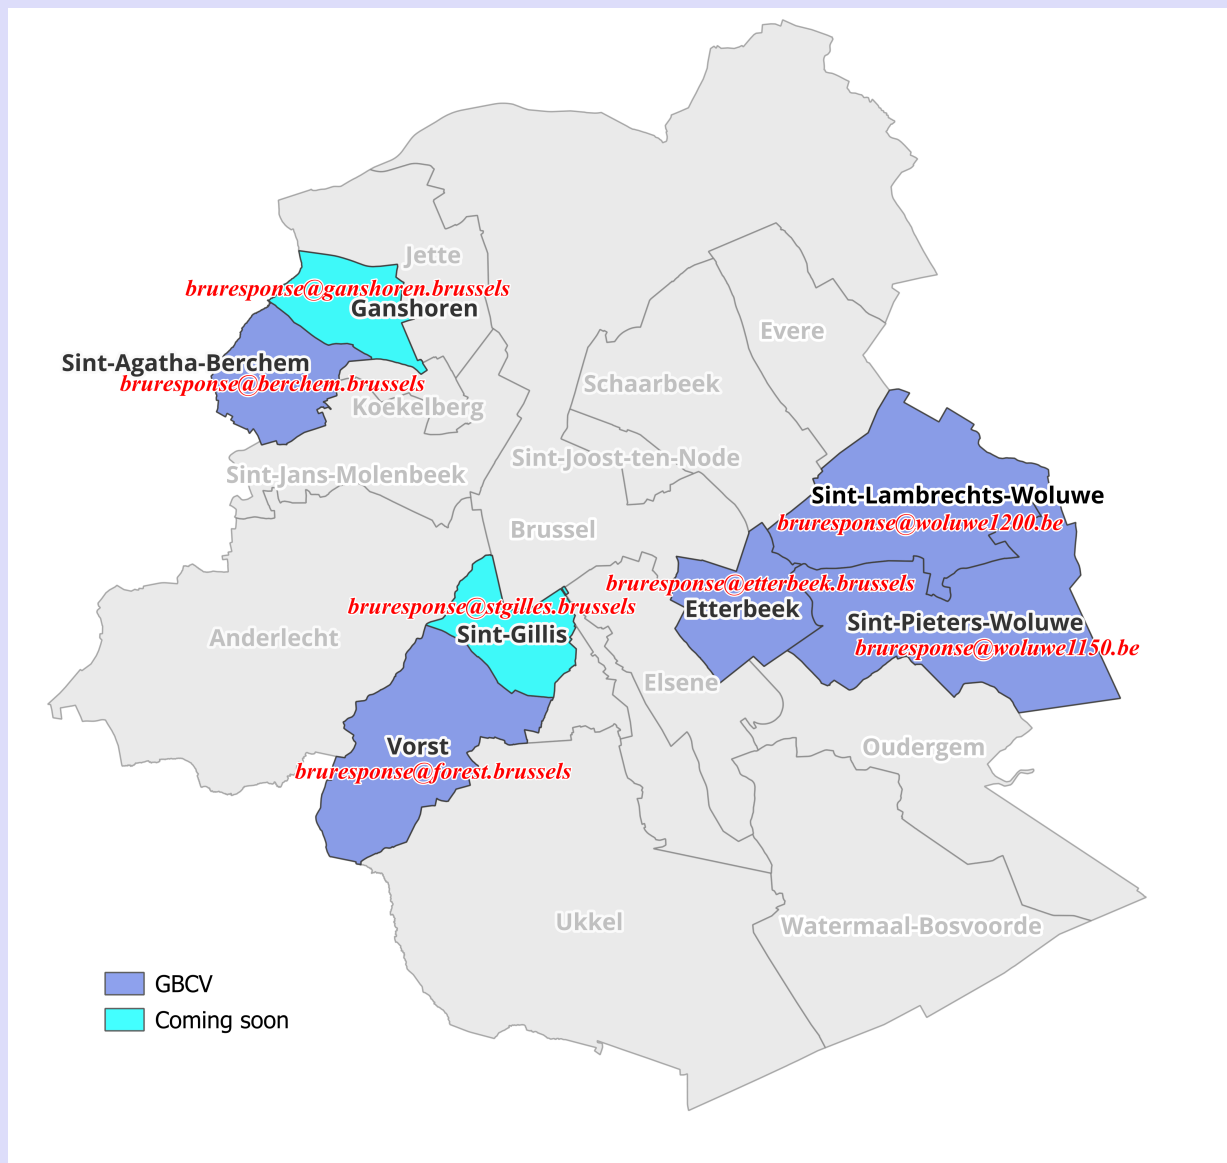 Jette
bruresponse@ganshoren.brussels
Ganshoren
Evere
Sint-Agatha-Berchem
bruresponse@berchem.brussels
Schaarbeek
Koekelberg
Sint-Joost-ten-Node
Sint-Jans-Molenbeek
Sint-Lambrechts-Woluwe
bruresponse@woluwe1200.be
Brussel
bruresponse@etterbeek.brussels
Etterbeek
bruresponse@stgilles.brussels
Sint-Gillis
Sint-Pieters-Woluwe
bruresponse@woluwe1150.be
Anderlecht
Elsene
Vorst
bruresponse@forest.brussels
Oudergem
Ukkel
Watermaal-Bosvoorde
GBCV
Coming soon